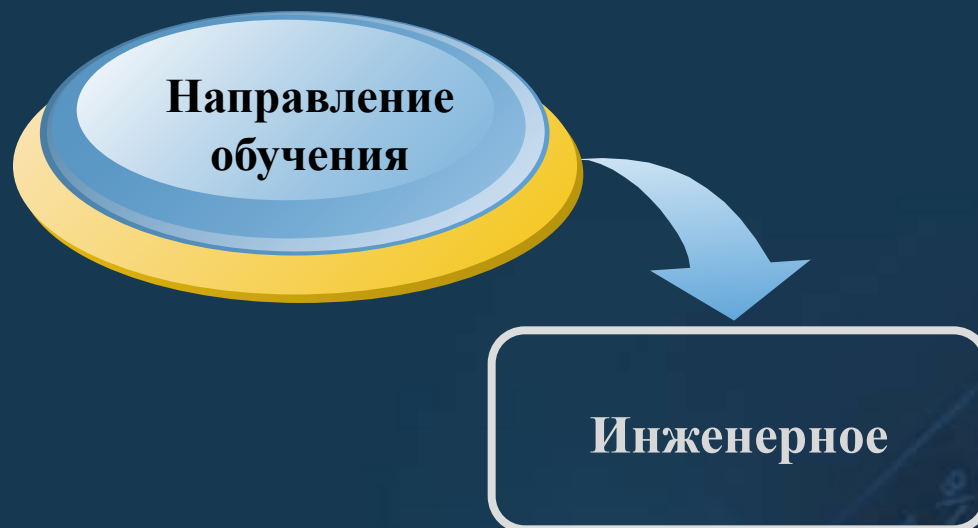 Направление
обучения
Инженерное